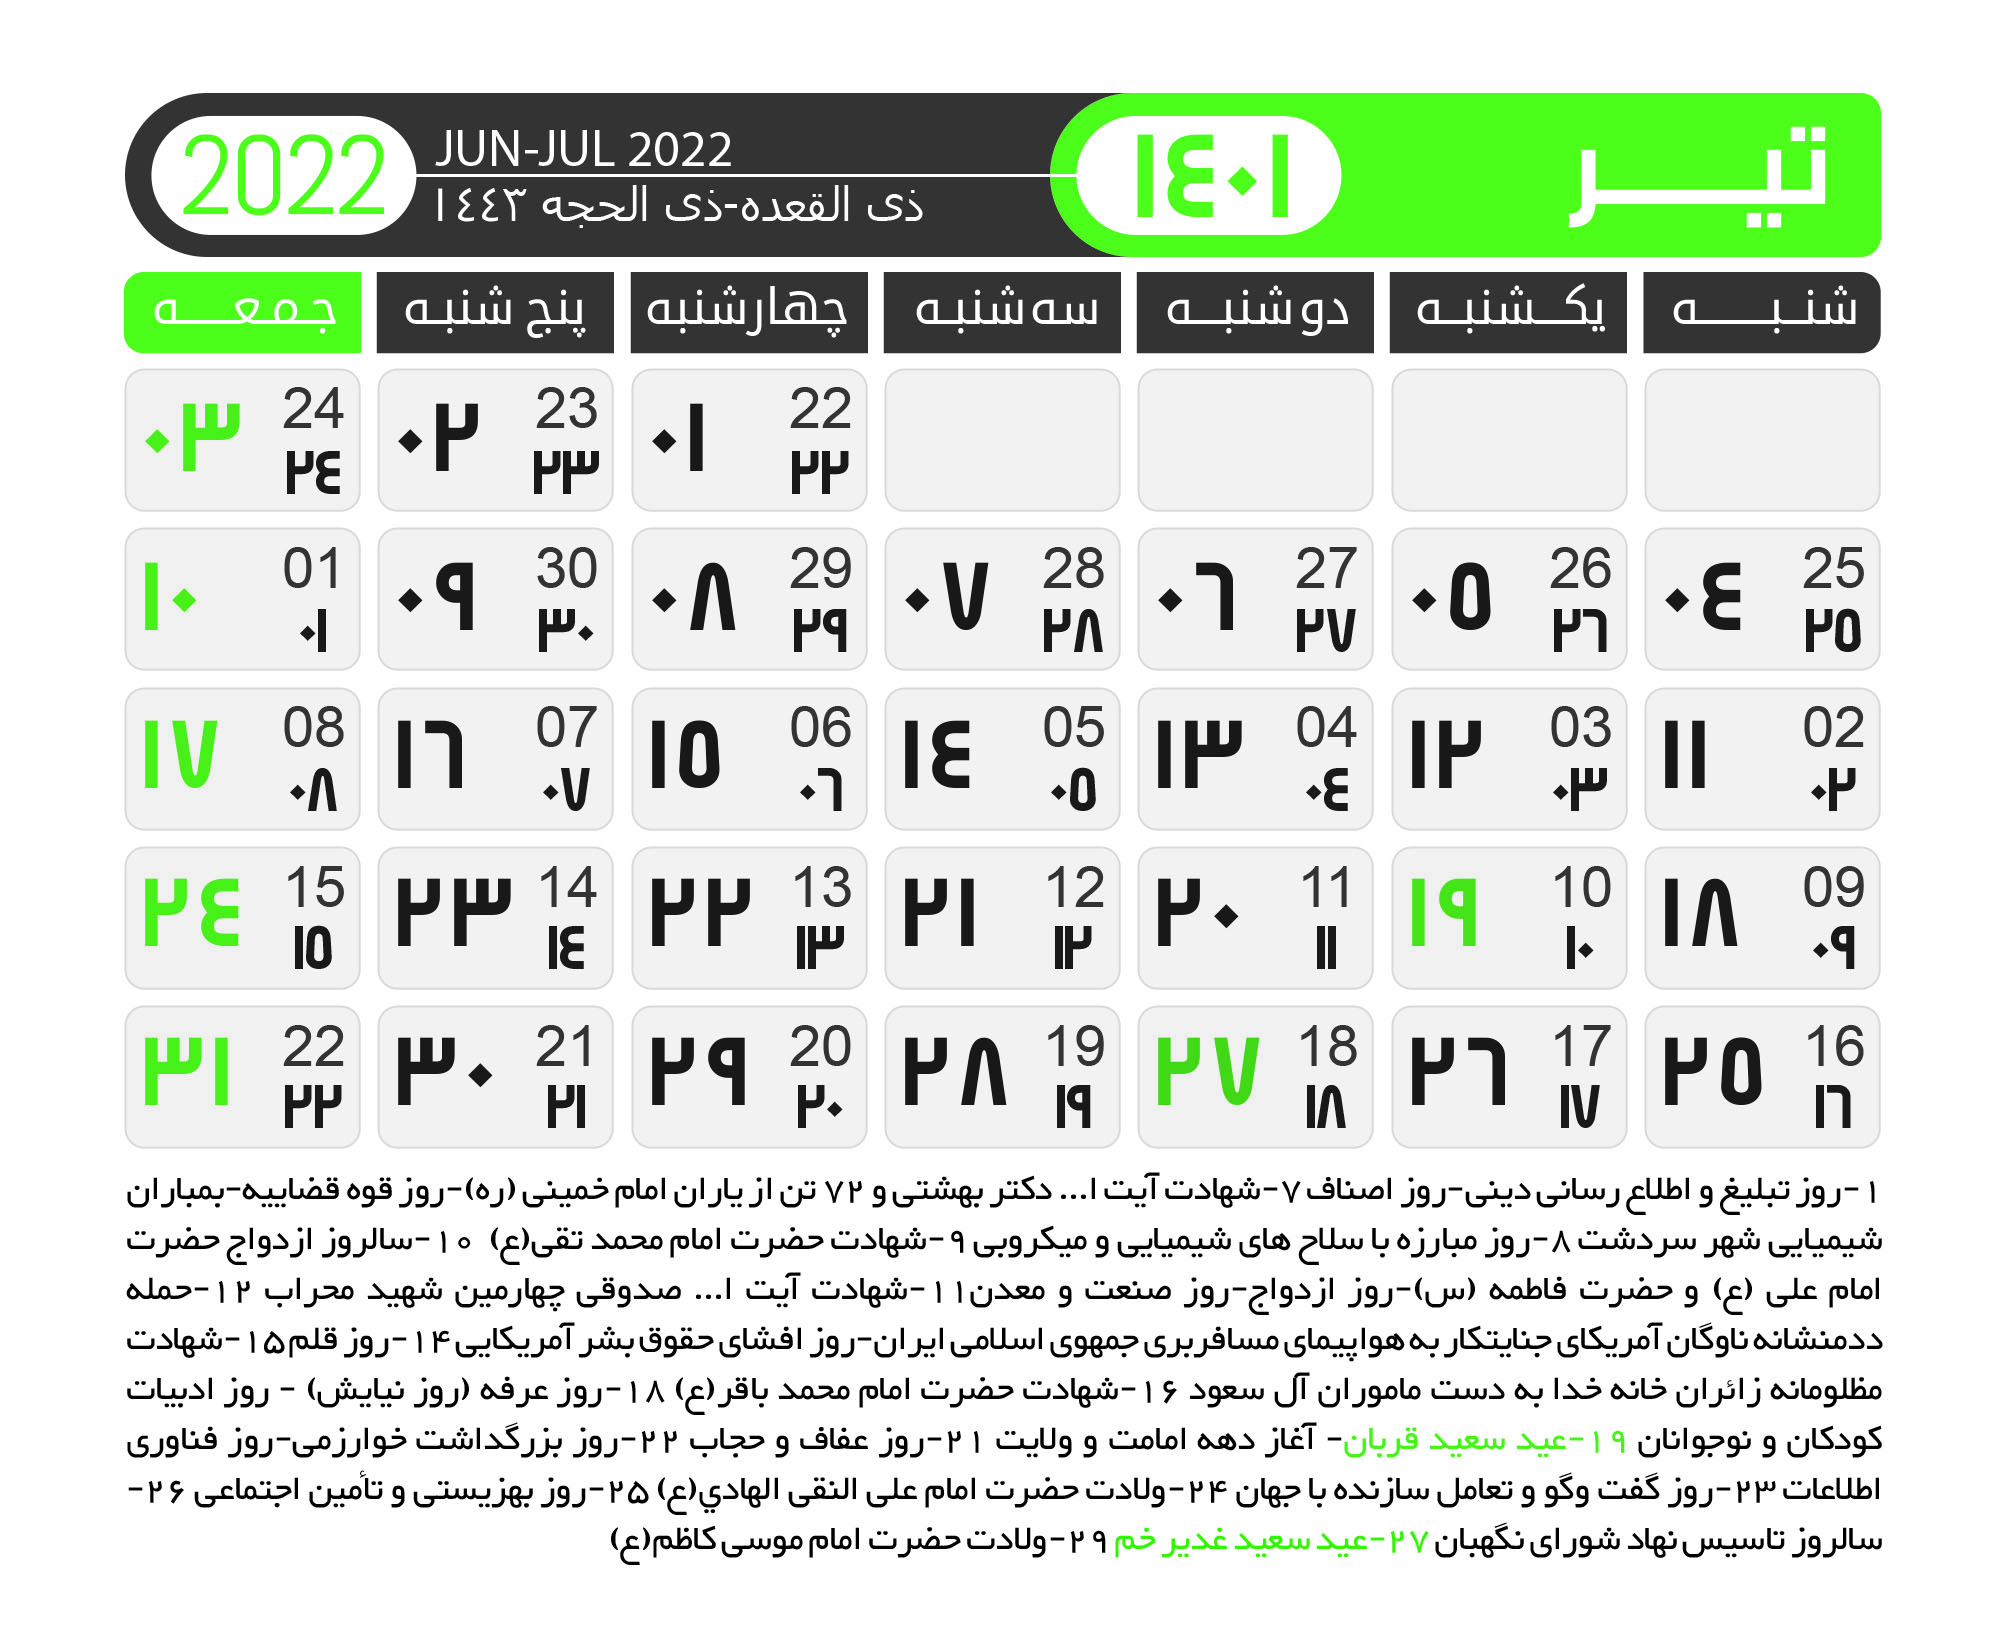 تیر
۱۴۰۱
JUN-JUL 2022
ذی القعده-ذی الحجه ۱۴۴۳
2022
شنبه یکشنبه دوشنبه سه شنبه چهارشنبه پنج شنبه جمعه
22 ۰۱ ۲۲ 23 ۰۲ ۲۳ 24 ۰۳ ۲۴
25 ۰۴ ۲۵ 26 ۰۵ ۲۶ 27 ۰۶ ۲۷ 28 ۰۷ ۲۸ 29 ۰۸ ۲۹ 30 ۰۹ ۳۰ 01 ۱۰ ۰۱
02 ۱۱ ۰۲ 03 ۱۲ ۰۳ 04 ۱۳ ۰۴ 05 ۱۴ ۰۵ 06 ۱۵ ۰۶ 07 ۱۶ ۰۷ 08 ۱۷ ۰۸
09 ۱۸ ۰۹ 10 ۱۹ ۱۰ 11 ۲۰ ۱۱ 12 ۲۱ ۱۲ 13 ۲۲ ۱۳ 14 ۲۳ ۱۴ 15 ۲۴ ۱۵
16 ۲۵ ۱۶ 17 ۲۶ ۱۷ 18 ۲۷ ۱۸ 19 ۲۸ ۱۹ 20 ۲۹ ۲۰ 21 ۳۰ ۲۱ 22 ۳۱ ۲۲
۱-روز تبلیغ و اطلاع رسانی دینی-روز اصناف ۷-شهادت آیت ا... دکتر بهشتی و ۷۲ تن از یاران امام خمینی (ره)-روز قوه قضاییه-بمباران
شیمیایی شهر سردشت ۸-روز مبارزه با سلاح های شیمیایی و میکروبی ۹-شهادت حضرت امام محمد تقی(ع) ۱۰-سالروز ازدواج حضرت
امام علی (ع) و حضرت فاطمه (س)-روز ازدواج-روز صنعت و معدن۱۱-شهادت آیت ا... صدوقی چهارمین شهید محراب ۱۲-حمله
ددمنشانه ناوگان آمریکای جنایتکار به هواپیمای مسافربری جمهوی اسلامی ایران-روز افشای حقوق بشر آمریکایی ۱۴-روز قلم۱۵-شهادت
مظلومانه زائران خانه خدا به دست ماموران آل سعود ۱۶-شهادت حضرت امام محمد باقر(ع) ۱۸-روز عرفه (روز نیایش) - روز ادبیات
کودکان و نوجوانان ۱۹-عید سعید قربان- آغاز دهه امامت و ولایت ۲۱-روز عفاف و حجاب ۲۲-روز بزرگداشت خوارزمی-روز فناوری
اطلاعات ۲۳-روز گفت وگو و تعامل سازنده با جهان ۲۴-ولادت حضرت امام علی النقی الهادي(ع) ۲۵-روز بهزیستی و تأمین اجتماعی ۲۶-
سالروز تاسیس نهاد شورای نگهبان ۲۷-عید سعید غدیر خم ۲۹-ولادت حضرت امام موسی کاظم(ع)